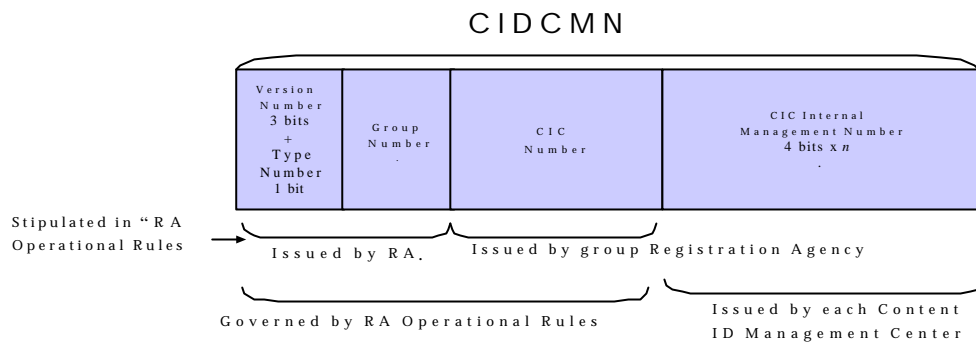 CIDCMN
Version
Number
3 bits
+
Type
Number
1 bit
Group
Number
.
CIC
Number
CIC Internal
Management Number
4 bits x n
.
Stipulated in “RA
Operational Rules
Issued by RA.
Issued by group Registration Agency
Governed by RA Operational Rules
Issued by each Content
ID Management Center